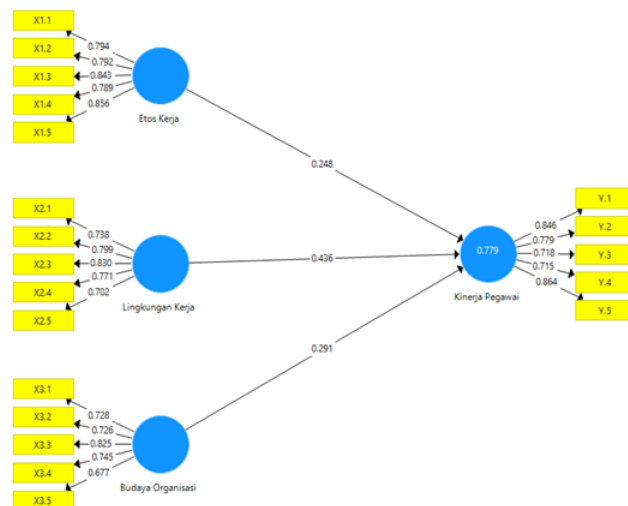 X1.1
X1.2
X1.3
X1.4
X1.5
0.794
0.792
0.843
0.789
0.856
Etos Kerja
0.248
X2.1
X2.2
X2.3
X2.4
X2.5
0.738
0.799
0.830
0.771
0.702
Lingkungan Kerja
0.436
X3.1
X3.2
X3.3
X3.4
X3.5
0.728
0.726
0.825
0.745
0.677
Budaya Organisasi
0.291
0.779
Kinerja Pegawai
0.846
0.779
0.718
0.715
0.864
Y.1
Y.2
Y.3
Y.4
Y.5